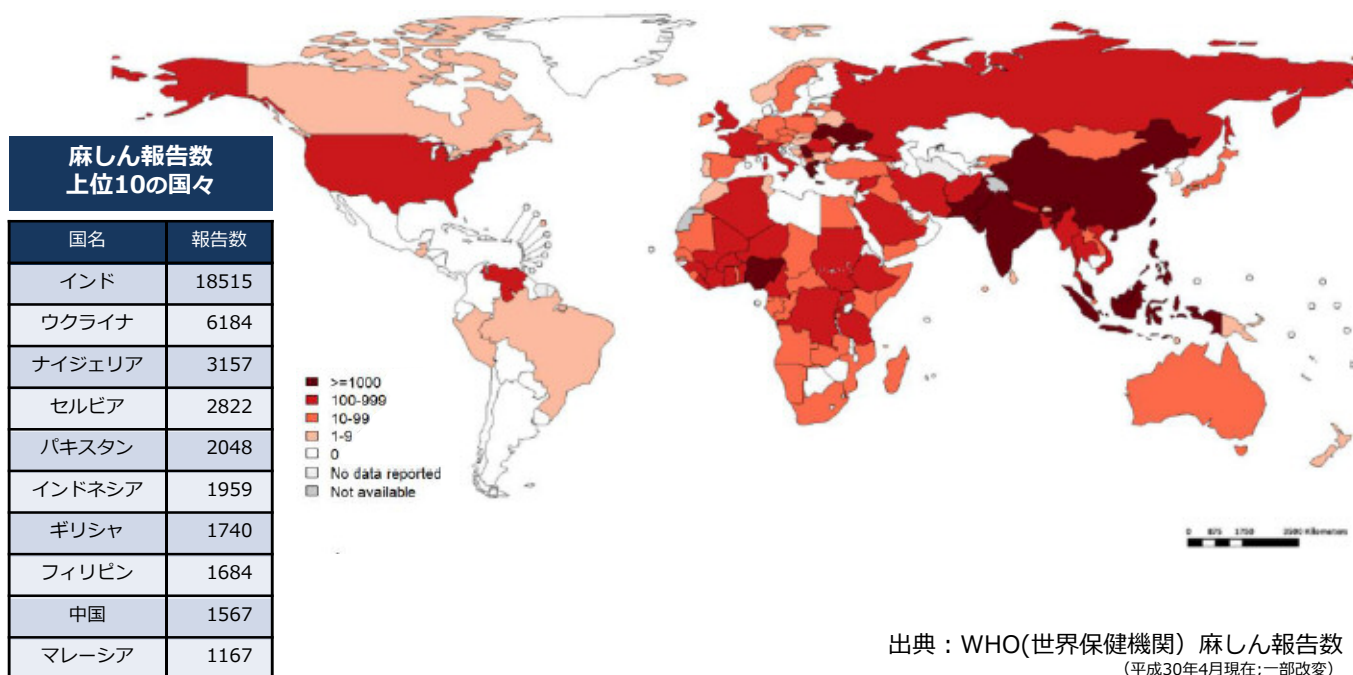 麻しん報告数
上位10の国々
国名 報告数
インド 18515
ウクライナ 6184
ナイジェリア 3157
セルビア 2822
パキスタン 2048
インドネシア 1959
ギリシャ 1740
フィリピン 1684
中国 1567
マレーシア 1167
>=1000
100-999
10-99
1-9
0
No data reported
Not available
0 875 1750 3500 Kilometers
出典：WHO(世界保健機関）麻しん報告数
（平成30年4月現在;一部改変）